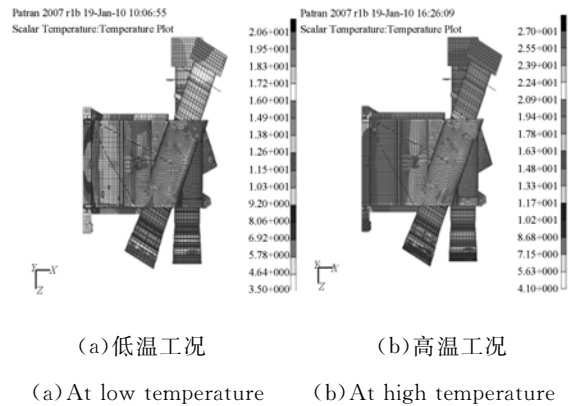 Patran 2007 r1b 19-Jan-10 10:06:55
Scalar Temperature:Temperature Plot
2.06+001
1.95+001
1.83+001
1.72+001
1.60+001
1.49+001
1.38+001
1.26+001
1.15+001
1.03+001
9.20+000
8.06+000
6.92+000
5.78+000
4.64+000
3.50+000
Y X
Z
Patran 2007 r1b 19-Jan-10 16:26:09
Scalar Temperature:Temperature Plot
2.70+001
2.55+001
2.39+001
2.24+001
2.09+001
1.94+001
1.78+001
1.63+001
1.48+001
1.33+001
1.17+001
1.02+001
8.68+000
7.15+000
5.63+000
4.10+000
Y X
Z
(a)低温工况
(b)高温工况
(a)At low temperature
(b)At high temperature